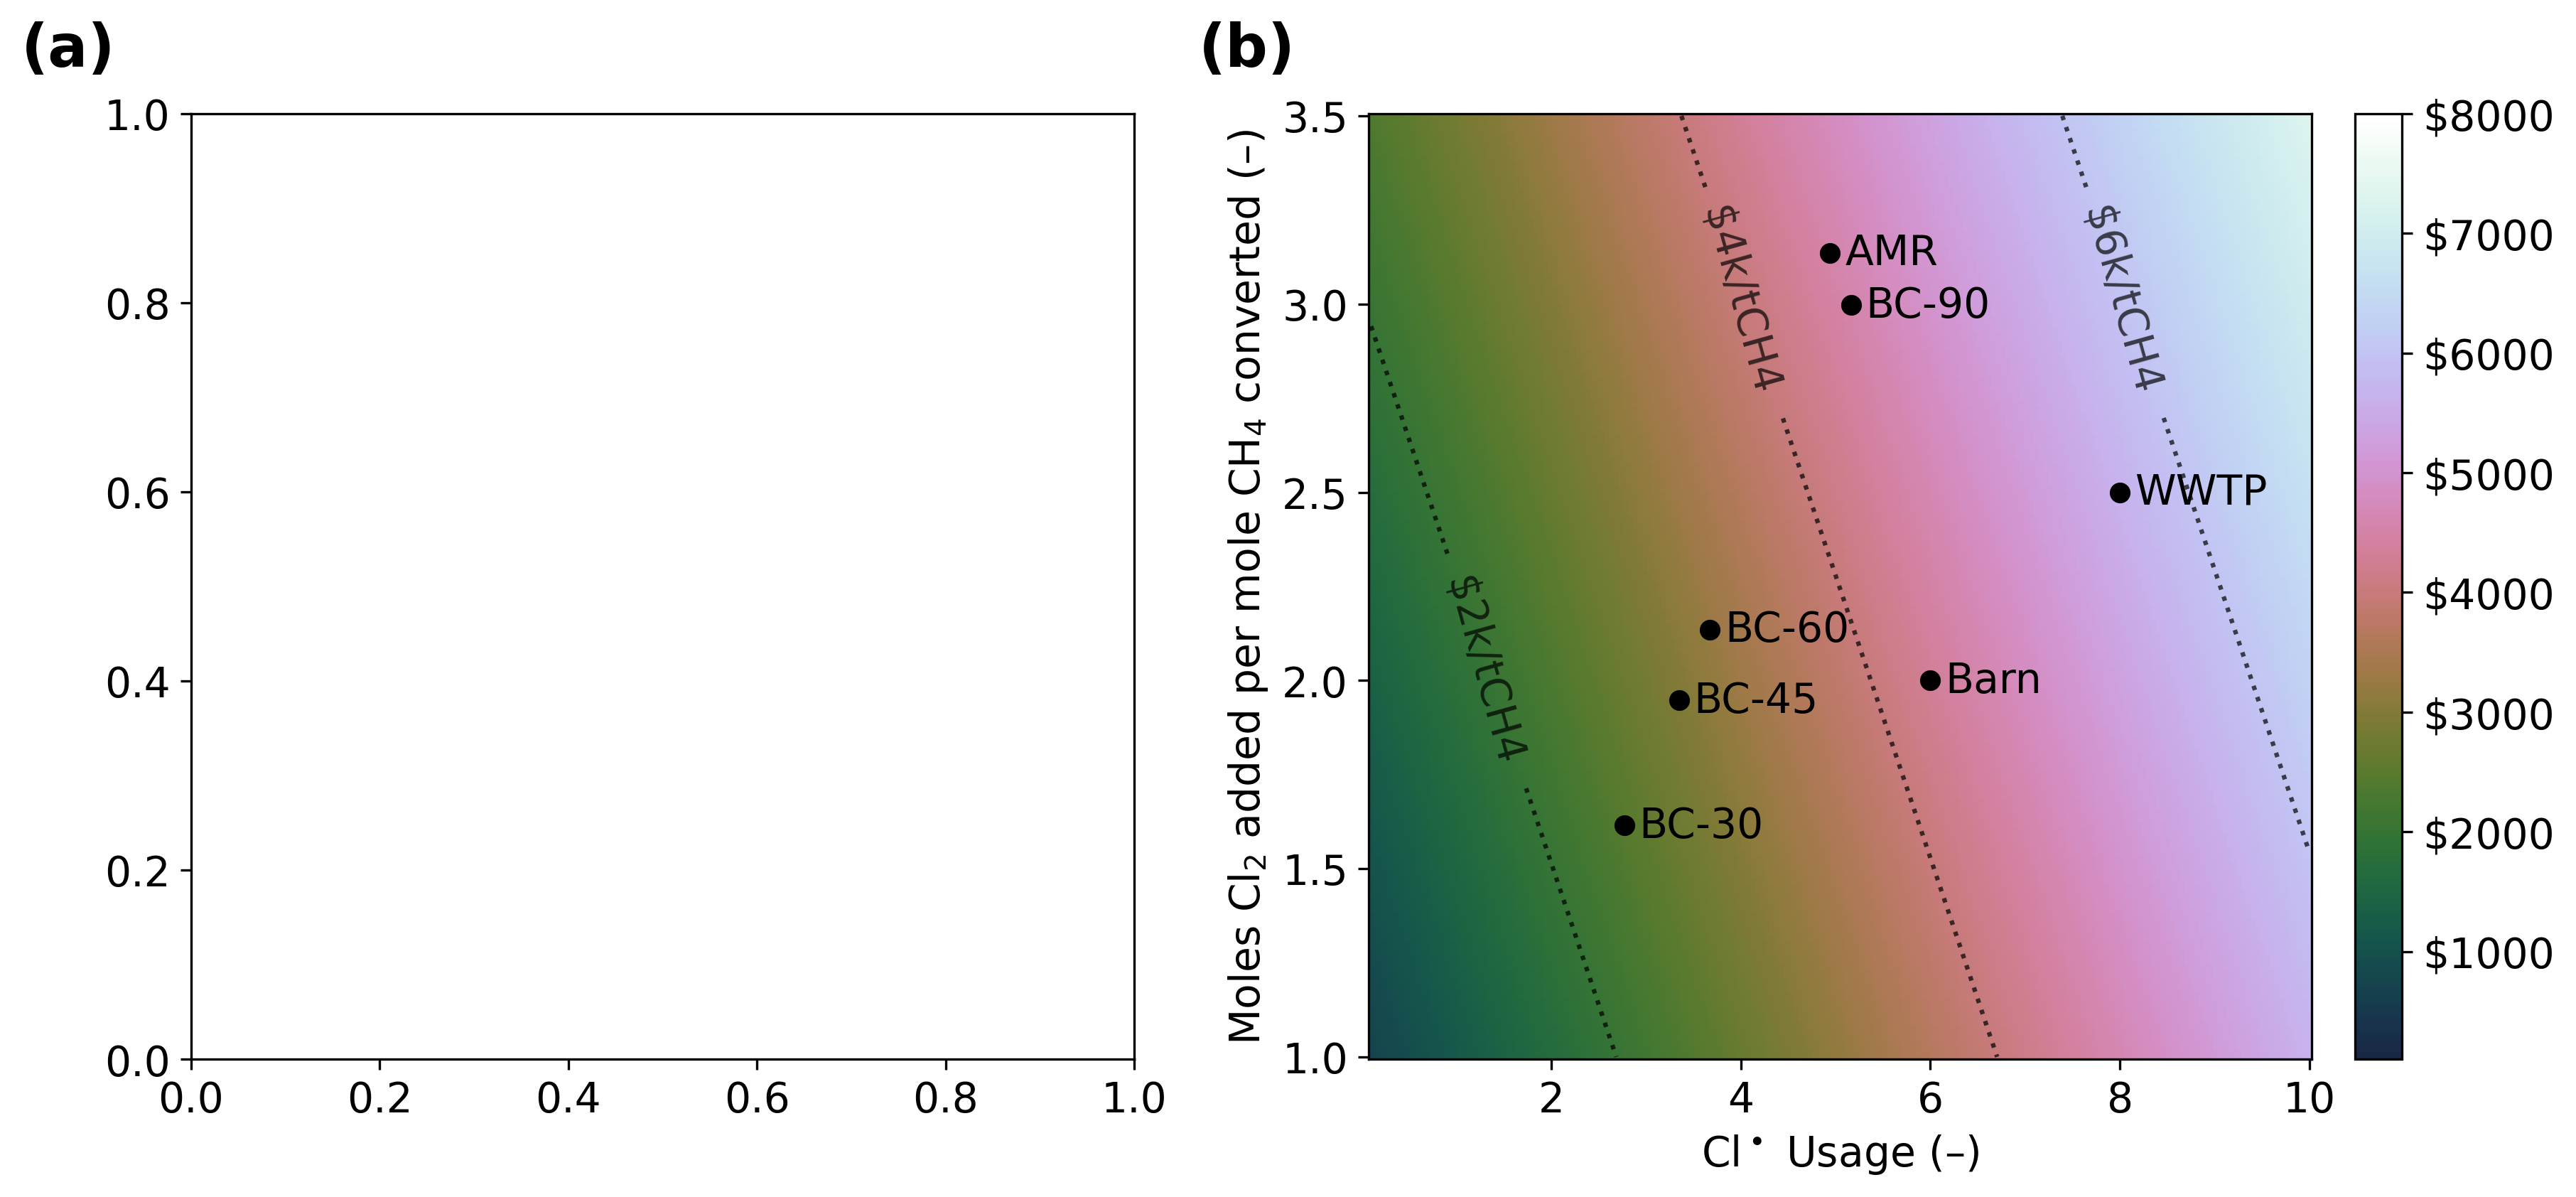 (a)
1.0
0.8
0.6
0.4
0.2
0.0
0.0 0.2 0.4 0.6 0.8 1.0
(b)
Moles Cl₂ added per mole CH₄ converted (–)
3.5
3.0
2.5
2.0
1.5
1.0
2 4 6 8 10
Cl• Usage (–)
$2k/tCH4
$4k/tCH4
$6k/tCH4
AMR
BC-90
WWTP
BC-60
Barn
BC-45
BC-30
$8000
$7000
$6000
$5000
$4000
$3000
$2000
$1000